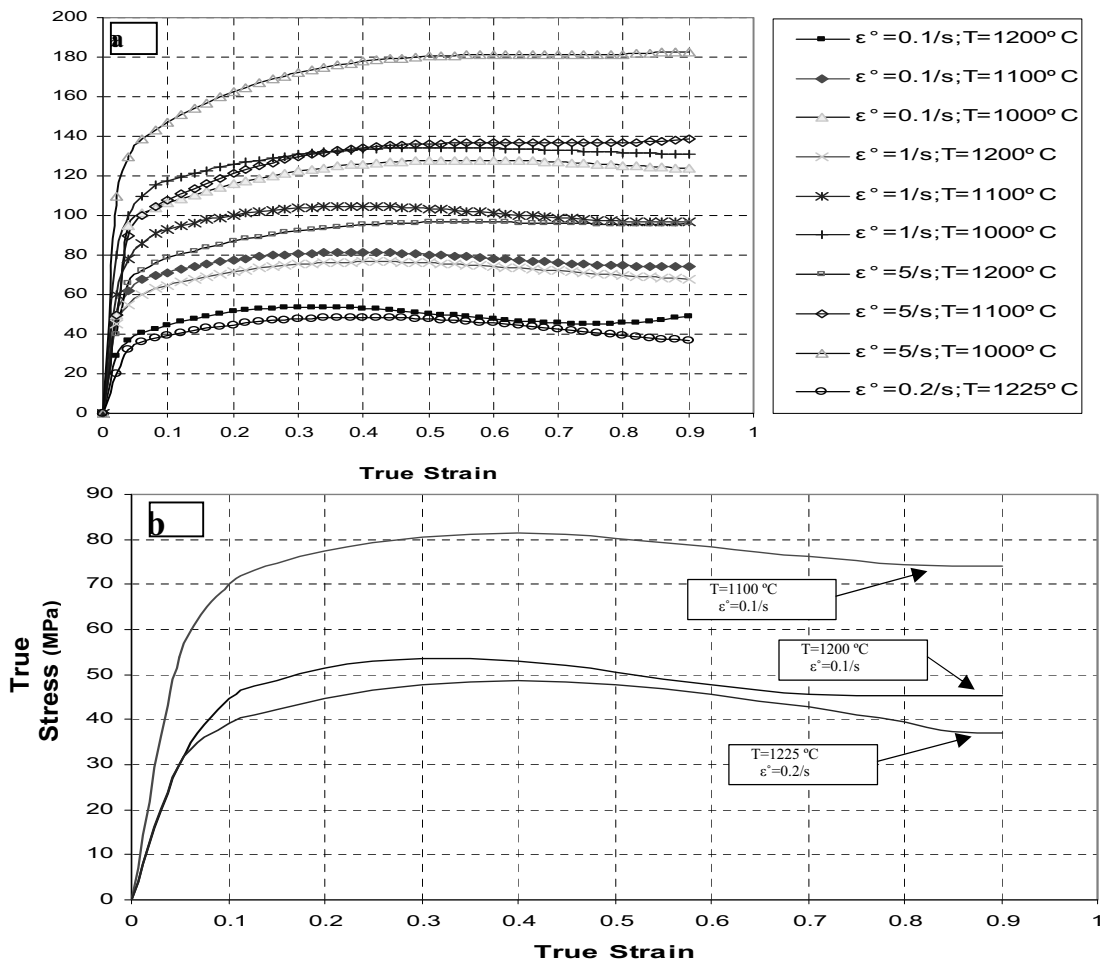 a
180
160
140
120
100
80
60
40
20
0
0 0.1 0.2 0.3 0.4 0.5 0.6 0.7 0.8 0.9 1
True Strain
ε°=0.1/s;T=1200º C
ε°=0.1/s;T=1100º C
ε°=0.1/s;T=1000º C
ε°=1/s;T=1200º C
ε°=1/s;T=1100º C
ε°=1/s;T=1000º C
ε°=5/s;T=1200º C
ε°=5/s;T=1100º C
ε°=5/s;T=1000º C
ε°=0.2/s;T=1225º C
b
True
Stress (MPa)
90
80
70
60
50
40
30
20
10
0
T=1100 ºC
ε°=0.1/s
T=1200 ºC
ε°=0.1/s
T=1225 ºC
ε°=0.2/s
0 0.1 0.2 0.3 0.4 0.5 0.6 0.7 0.8 0.9 1
True Strain